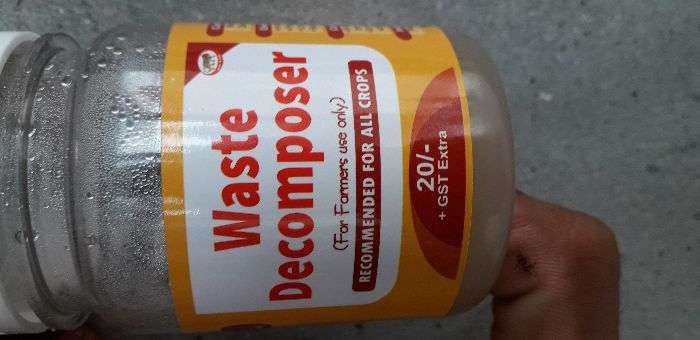 Waste
Decomposer
(For Farmers use only)
RECOMMENDED FOR ALL CROPS
20/-
+ GST Extra